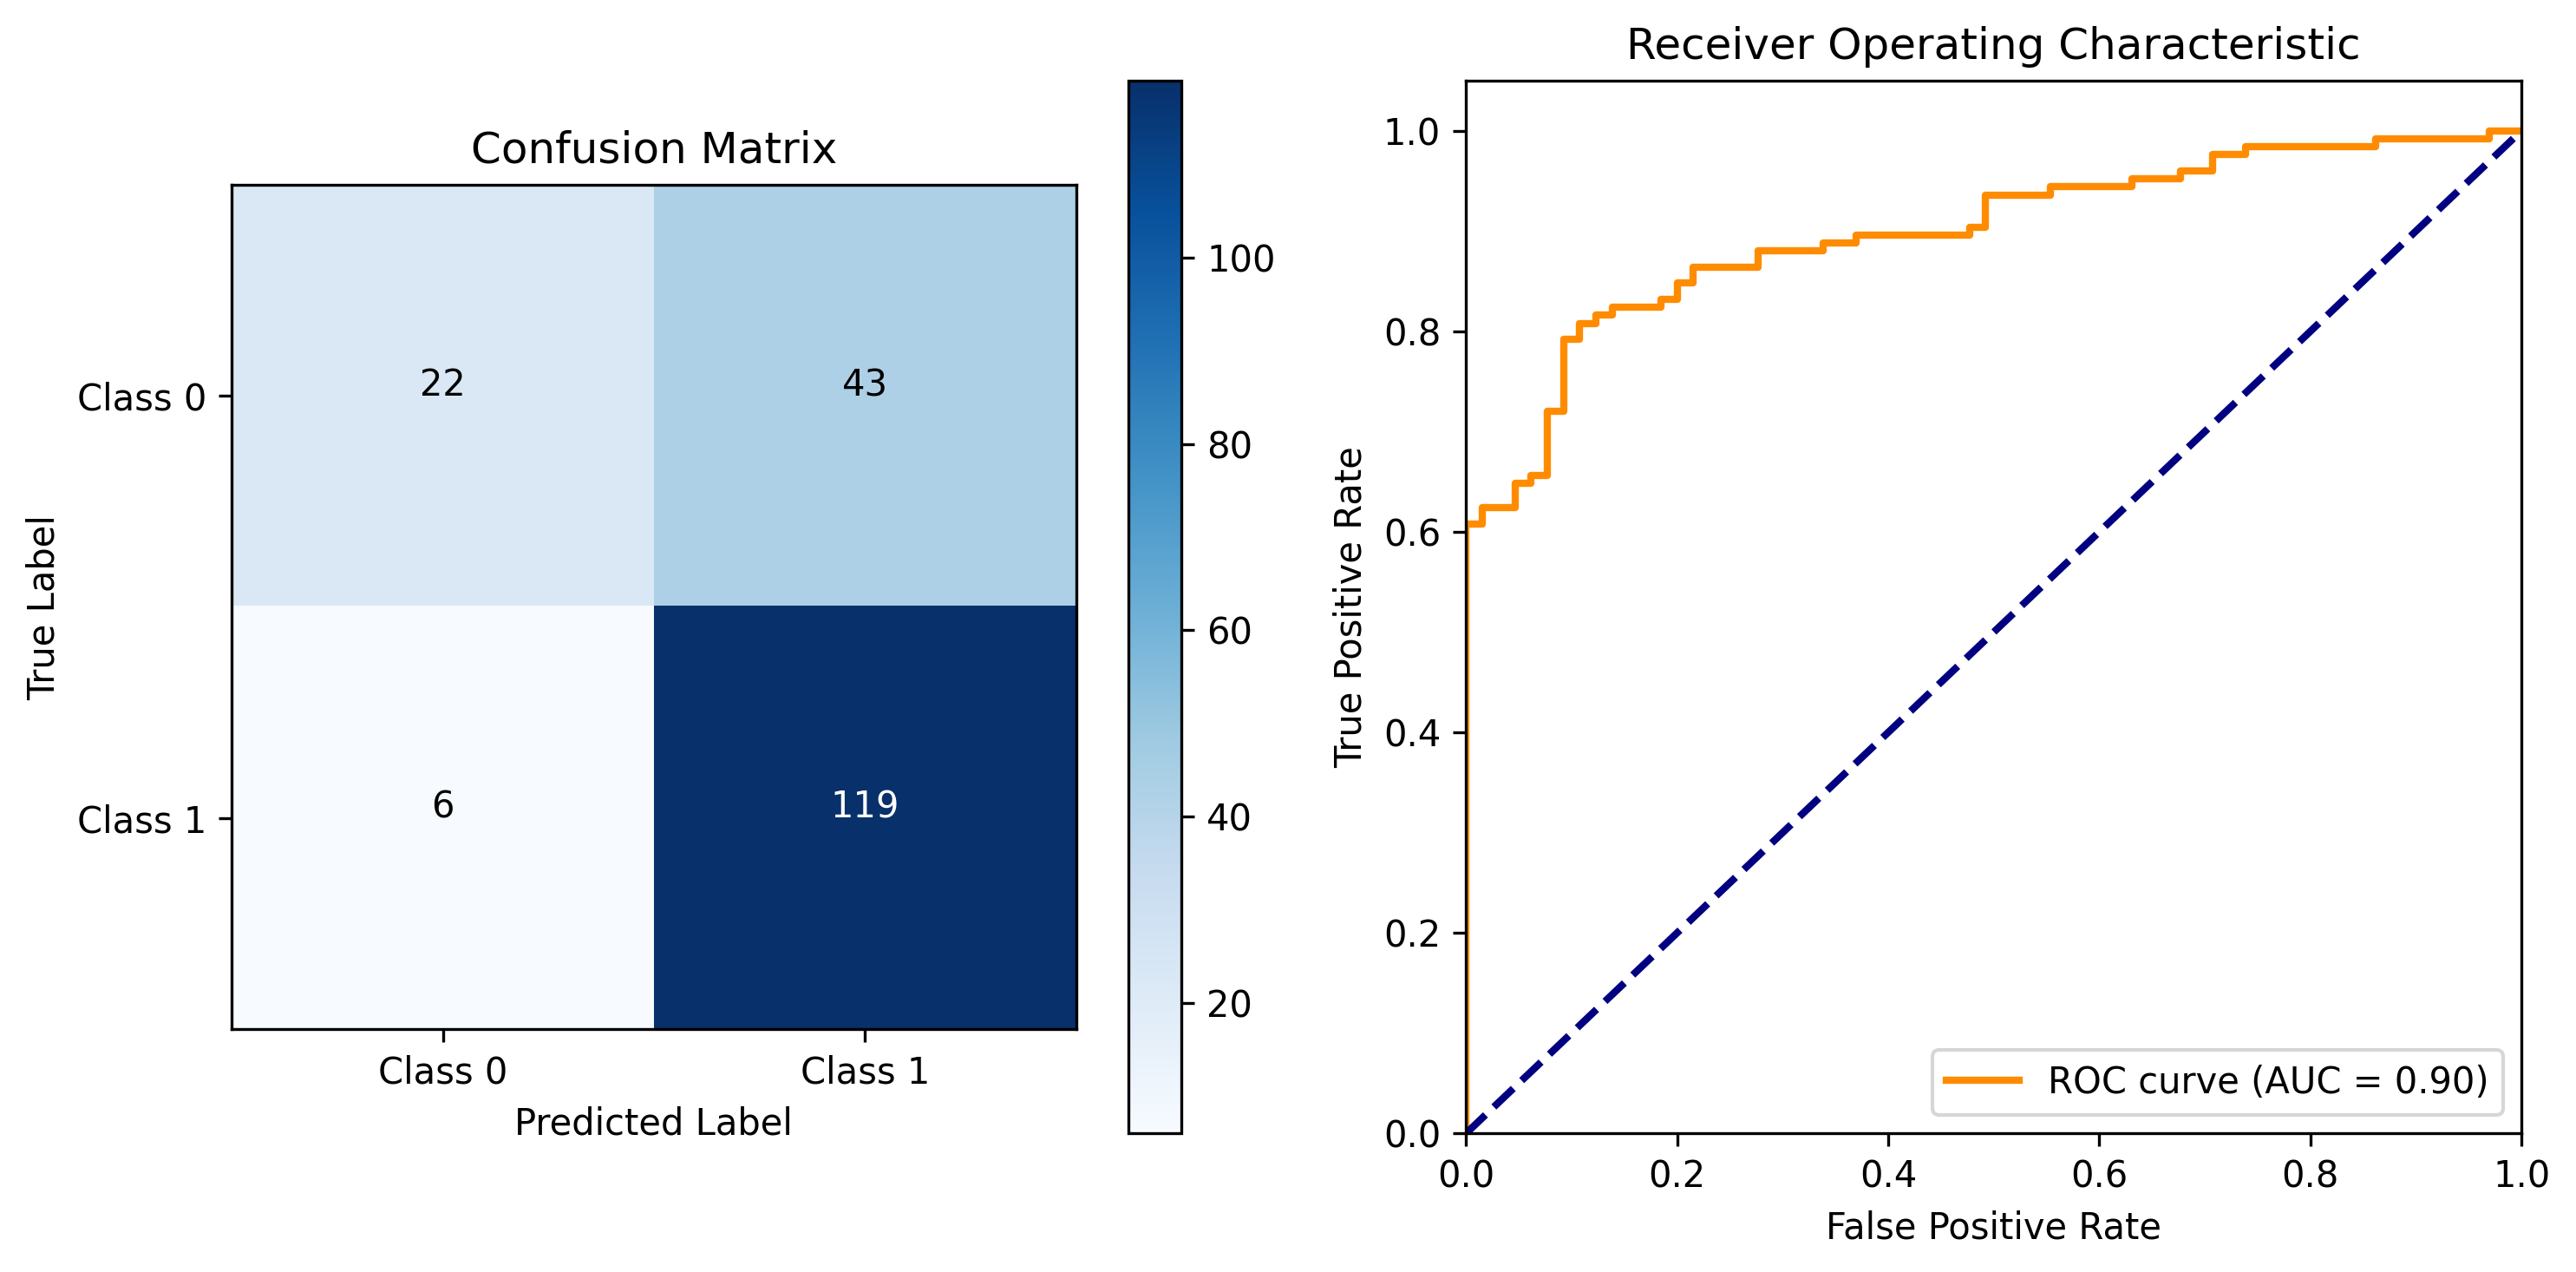 Confusion Matrix
True Label
Class 0
22
43
Class 1
6
119
Class 0
Class 1
Predicted Label
100
80
60
40
20
Receiver Operating Characteristic
True Positive Rate
1.0
0.8
0.6
0.4
0.2
0.0
ROC curve (AUC = 0.90)
0.0
0.2
0.4
0.6
0.8
1.0
False Positive Rate